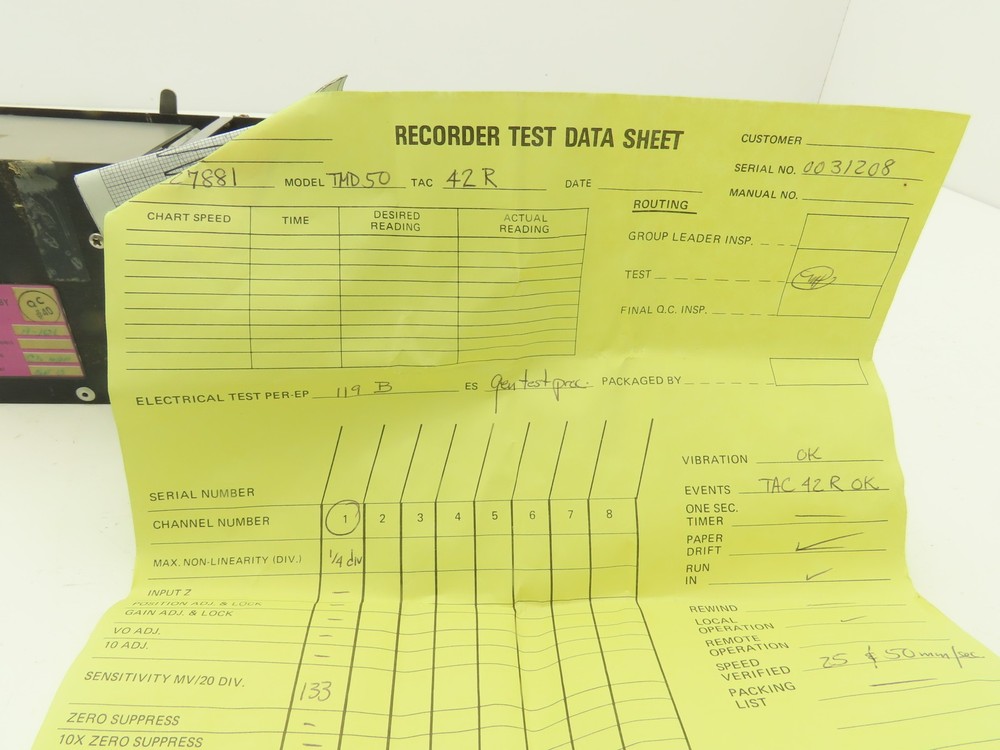 RECORDER TEST DATA SHEET
CUSTOMER
SERIAL NO. 0031208
27881 MODEL TMD50 TAC 42R DATE
MANUAL NO.
ROUTING
CHART SPEED TIME DESIRED READING ACTUAL READING
GROUP LEADER INSP.
TEST
FINAL Q.C. INSP.
ELECTRICAL TEST PER-EP 119 B ES gen test proc. PACKAGED BY
VIBRATION OK
EVENTS TAC 42R OK
ONE SEC. TIMER —
PAPER DRIFT ✓
RUN IN ✓
REWIND —
LOCAL OPERATION ✓
REMOTE OPERATION
SPEED VERIFIED 25 & 50mm/sec.
PACKING LIST —
SERIAL NUMBER
CHANNEL NUMBER 1 2 3 4 5 6 7 8
MAX. NON-LINEARITY (DIV.) 1/4 div
INPUT Z –
POSITION ADJ. & LOCK
GAIN ADJ. & LOCK –
VO ADJ. –
10 ADJ. –
SENSITIVITY MV/20 DIV. 133
ZERO SUPPRESS –
10X ZERO SUPPRESS –
QC